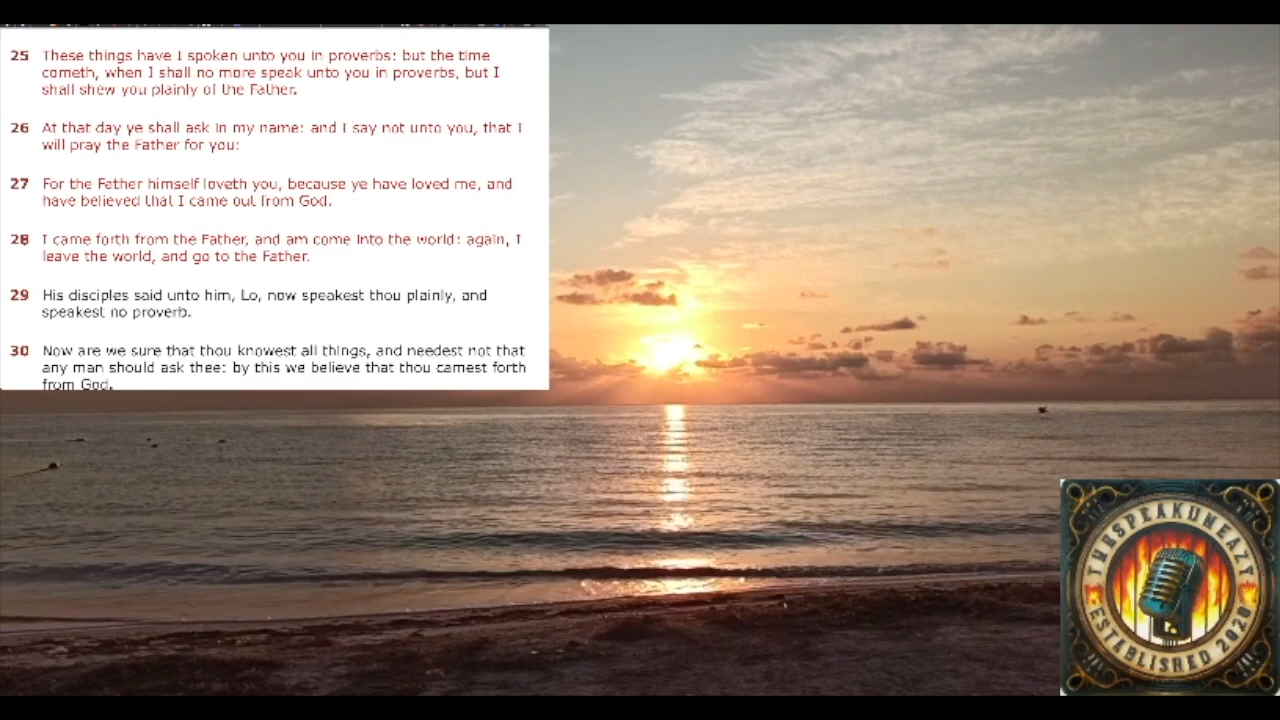 25 These things have I spoken unto you in proverbs: but the time
cometh, when I shall no more speak unto you in proverbs, but I
shall shew you plainly of the Father.
26 At that day ye shall ask in my name: and I say not unto you, that I
will pray the Father for you:
27 For the Father himself loveth you, because ye have loved me, and
have believed that I came out from God.
28 I came forth from the Father, and am come into the world: again, I
leave the world, and go to the Father.
29 His disciples said unto him, Lo, now speakest thou plainly, and
speakest no proverb.
30 Now are we sure that thou knowest all things, and needest not that
any man should ask thee: by this we believe that thou camest forth
from God.
THESPEAKUNEAZY
ESTABLISHED 2020